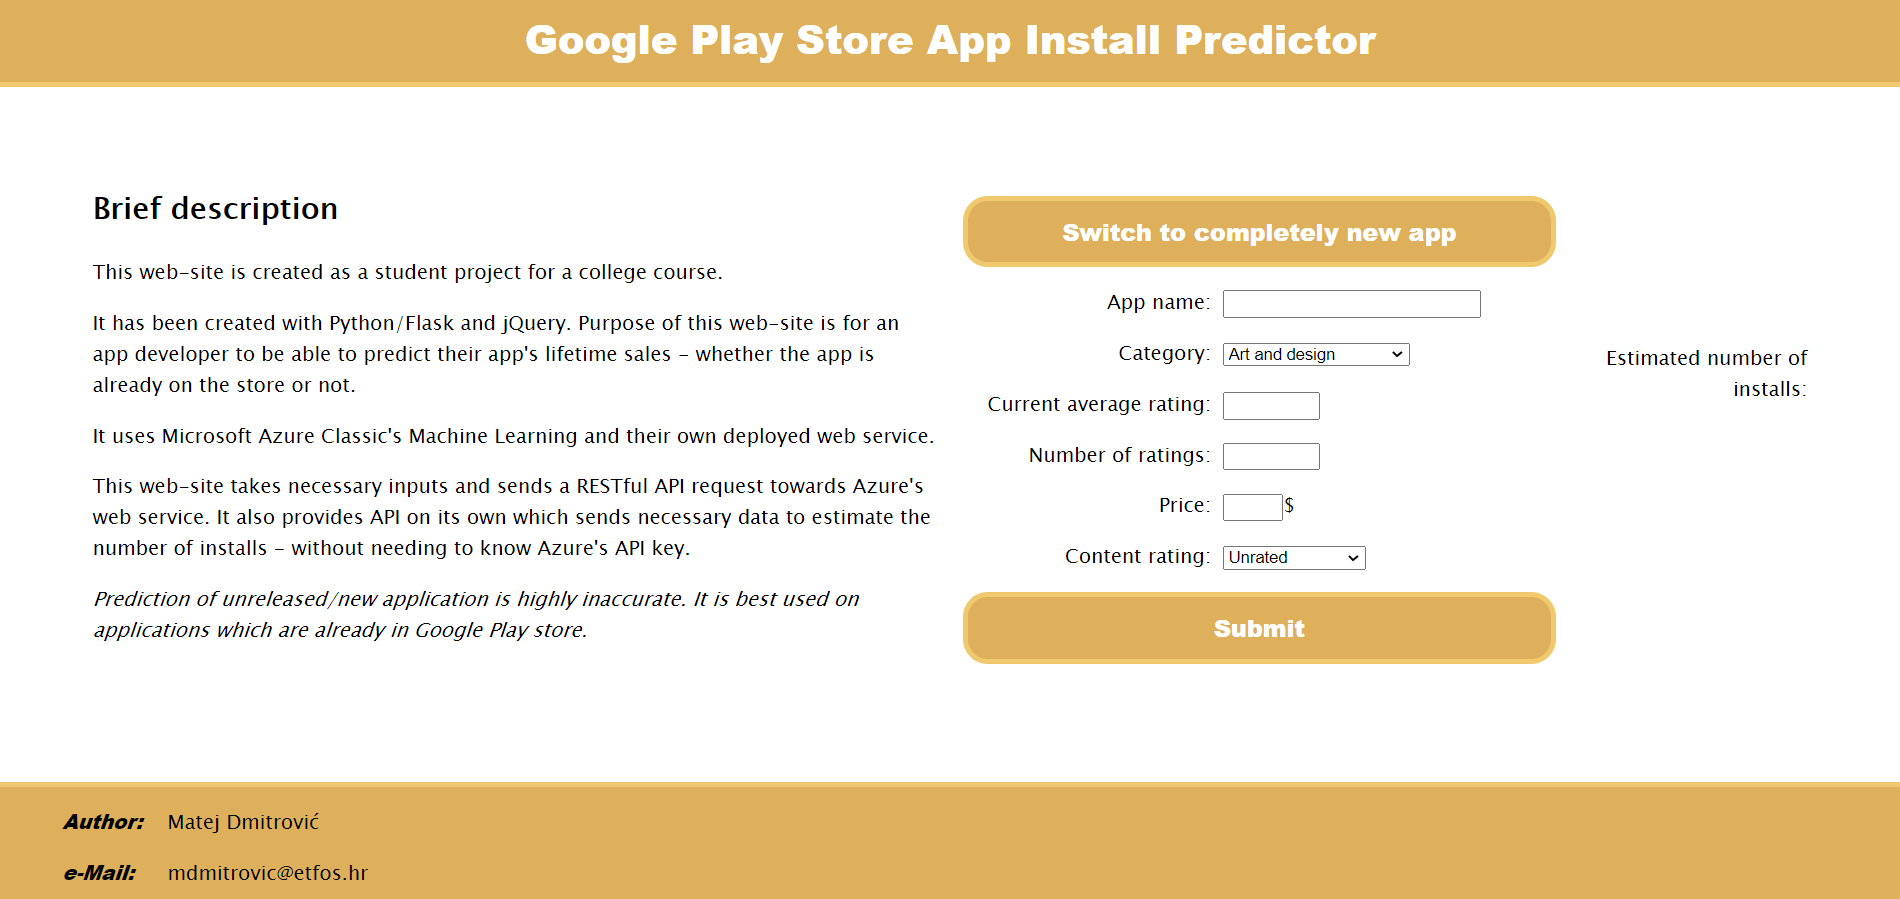 Google Play Store App Install Predictor
Brief description
This web-site is created as a student project for a college course.
It has been created with Python/Flask and jQuery. Purpose of this web-site is for an
app developer to be able to predict their app's lifetime sales - whether the app is
already on the store or not.
It uses Microsoft Azure Classic's Machine Learning and their own deployed web service.
This web-site takes necessary inputs and sends a RESTful API request towards Azure's
web service. It also provides API on its own which sends necessary data to estimate the
number of installs - without needing to know Azure's API key.
Prediction of unreleased/new application is highly inaccurate. It is best used on
applications which are already in Google Play store.
Switch to completely new app
App name:
Category: Art and design
Current average rating:
Number of ratings:
Price: $
Content rating: Unrated
Submit
Estimated number of
installs:
Author: Matej Dmitrović
e-Mail: mdmitrovic@etfos.hr